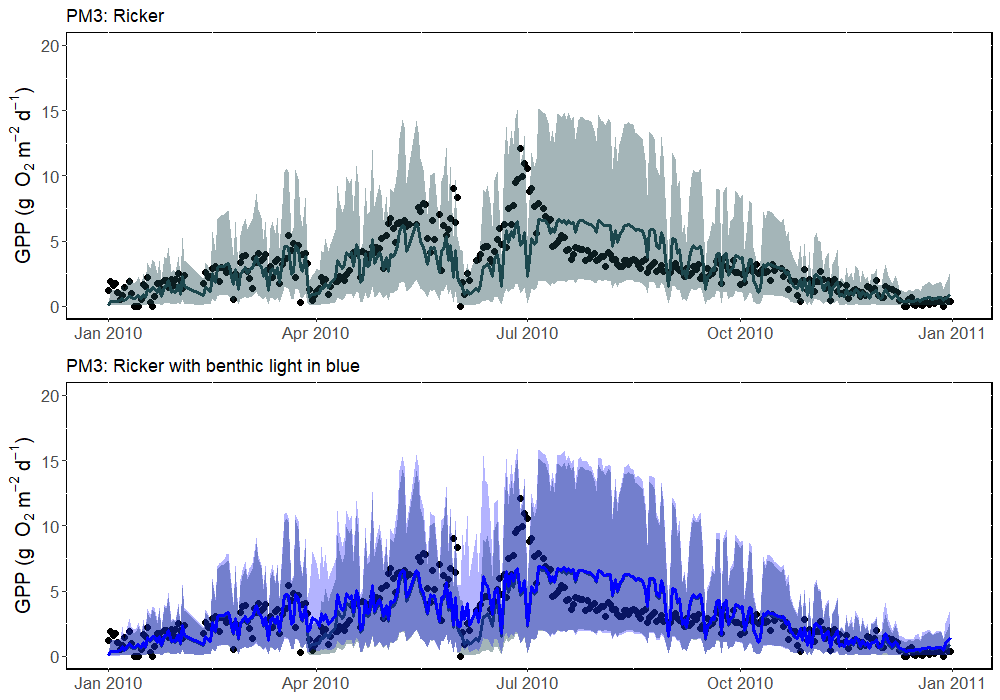 PM3: Ricker
20
15
10
5
0
GPP (g O₂ m⁻² d⁻¹)
Jan 2010 Apr 2010 Jul 2010 Oct 2010 Jan 2011
PM3: Ricker with benthic light in blue
20
15
10
5
0
GPP (g O₂ m⁻² d⁻¹)
Jan 2010 Apr 2010 Jul 2010 Oct 2010 Jan 2011